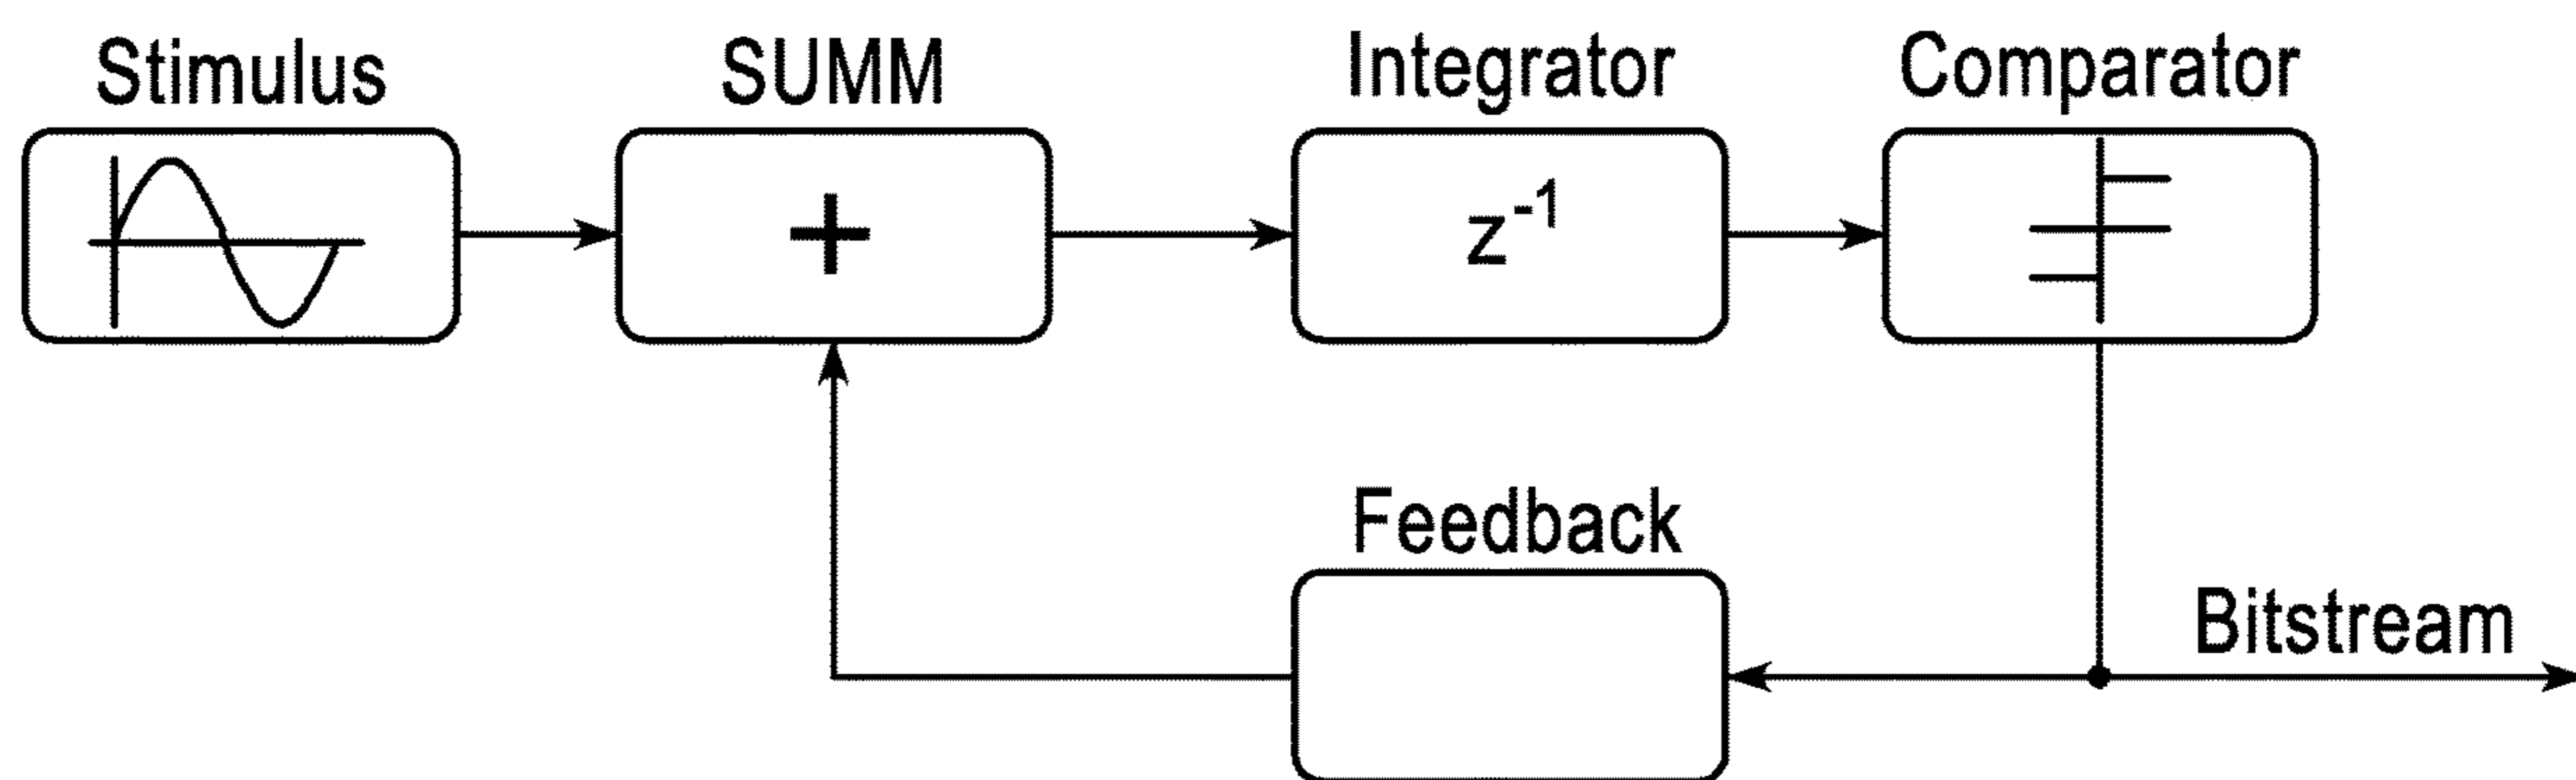 Stimulus
SUMM
Integrator
Comparator
+
z⁻¹
Feedback
Bitstream